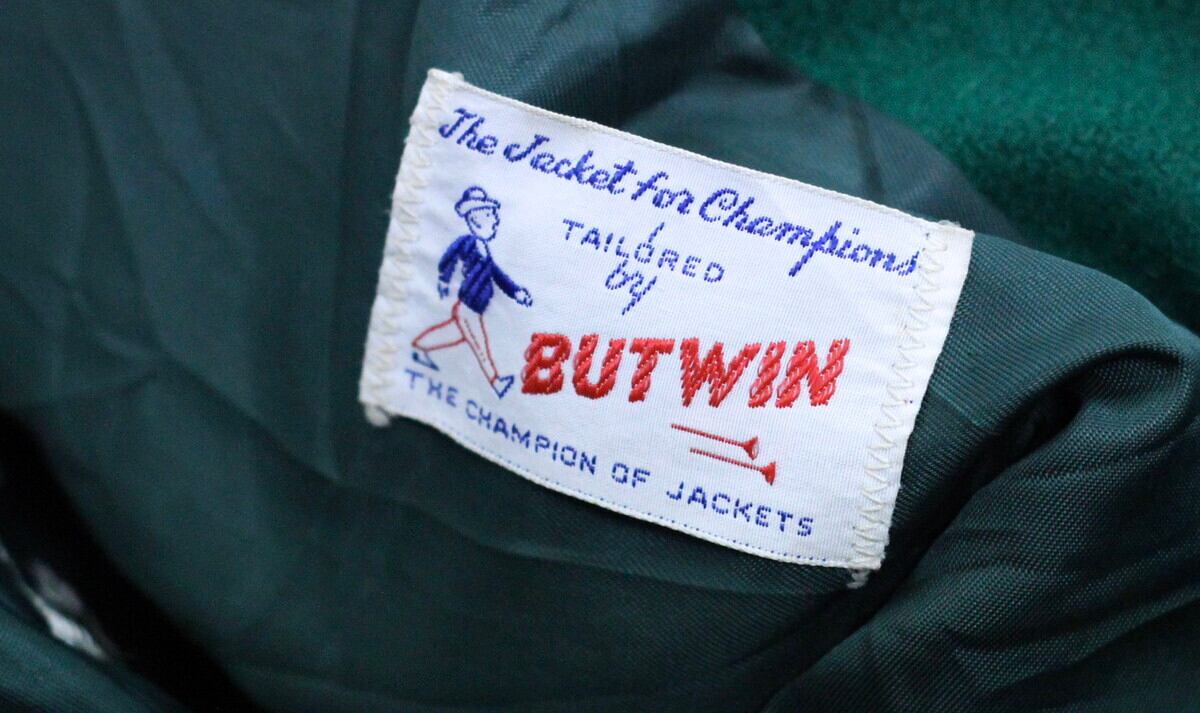 The Jacket for Champions
TAILORED
by
BUTWIN
THE CHAMPION OF JACKETS